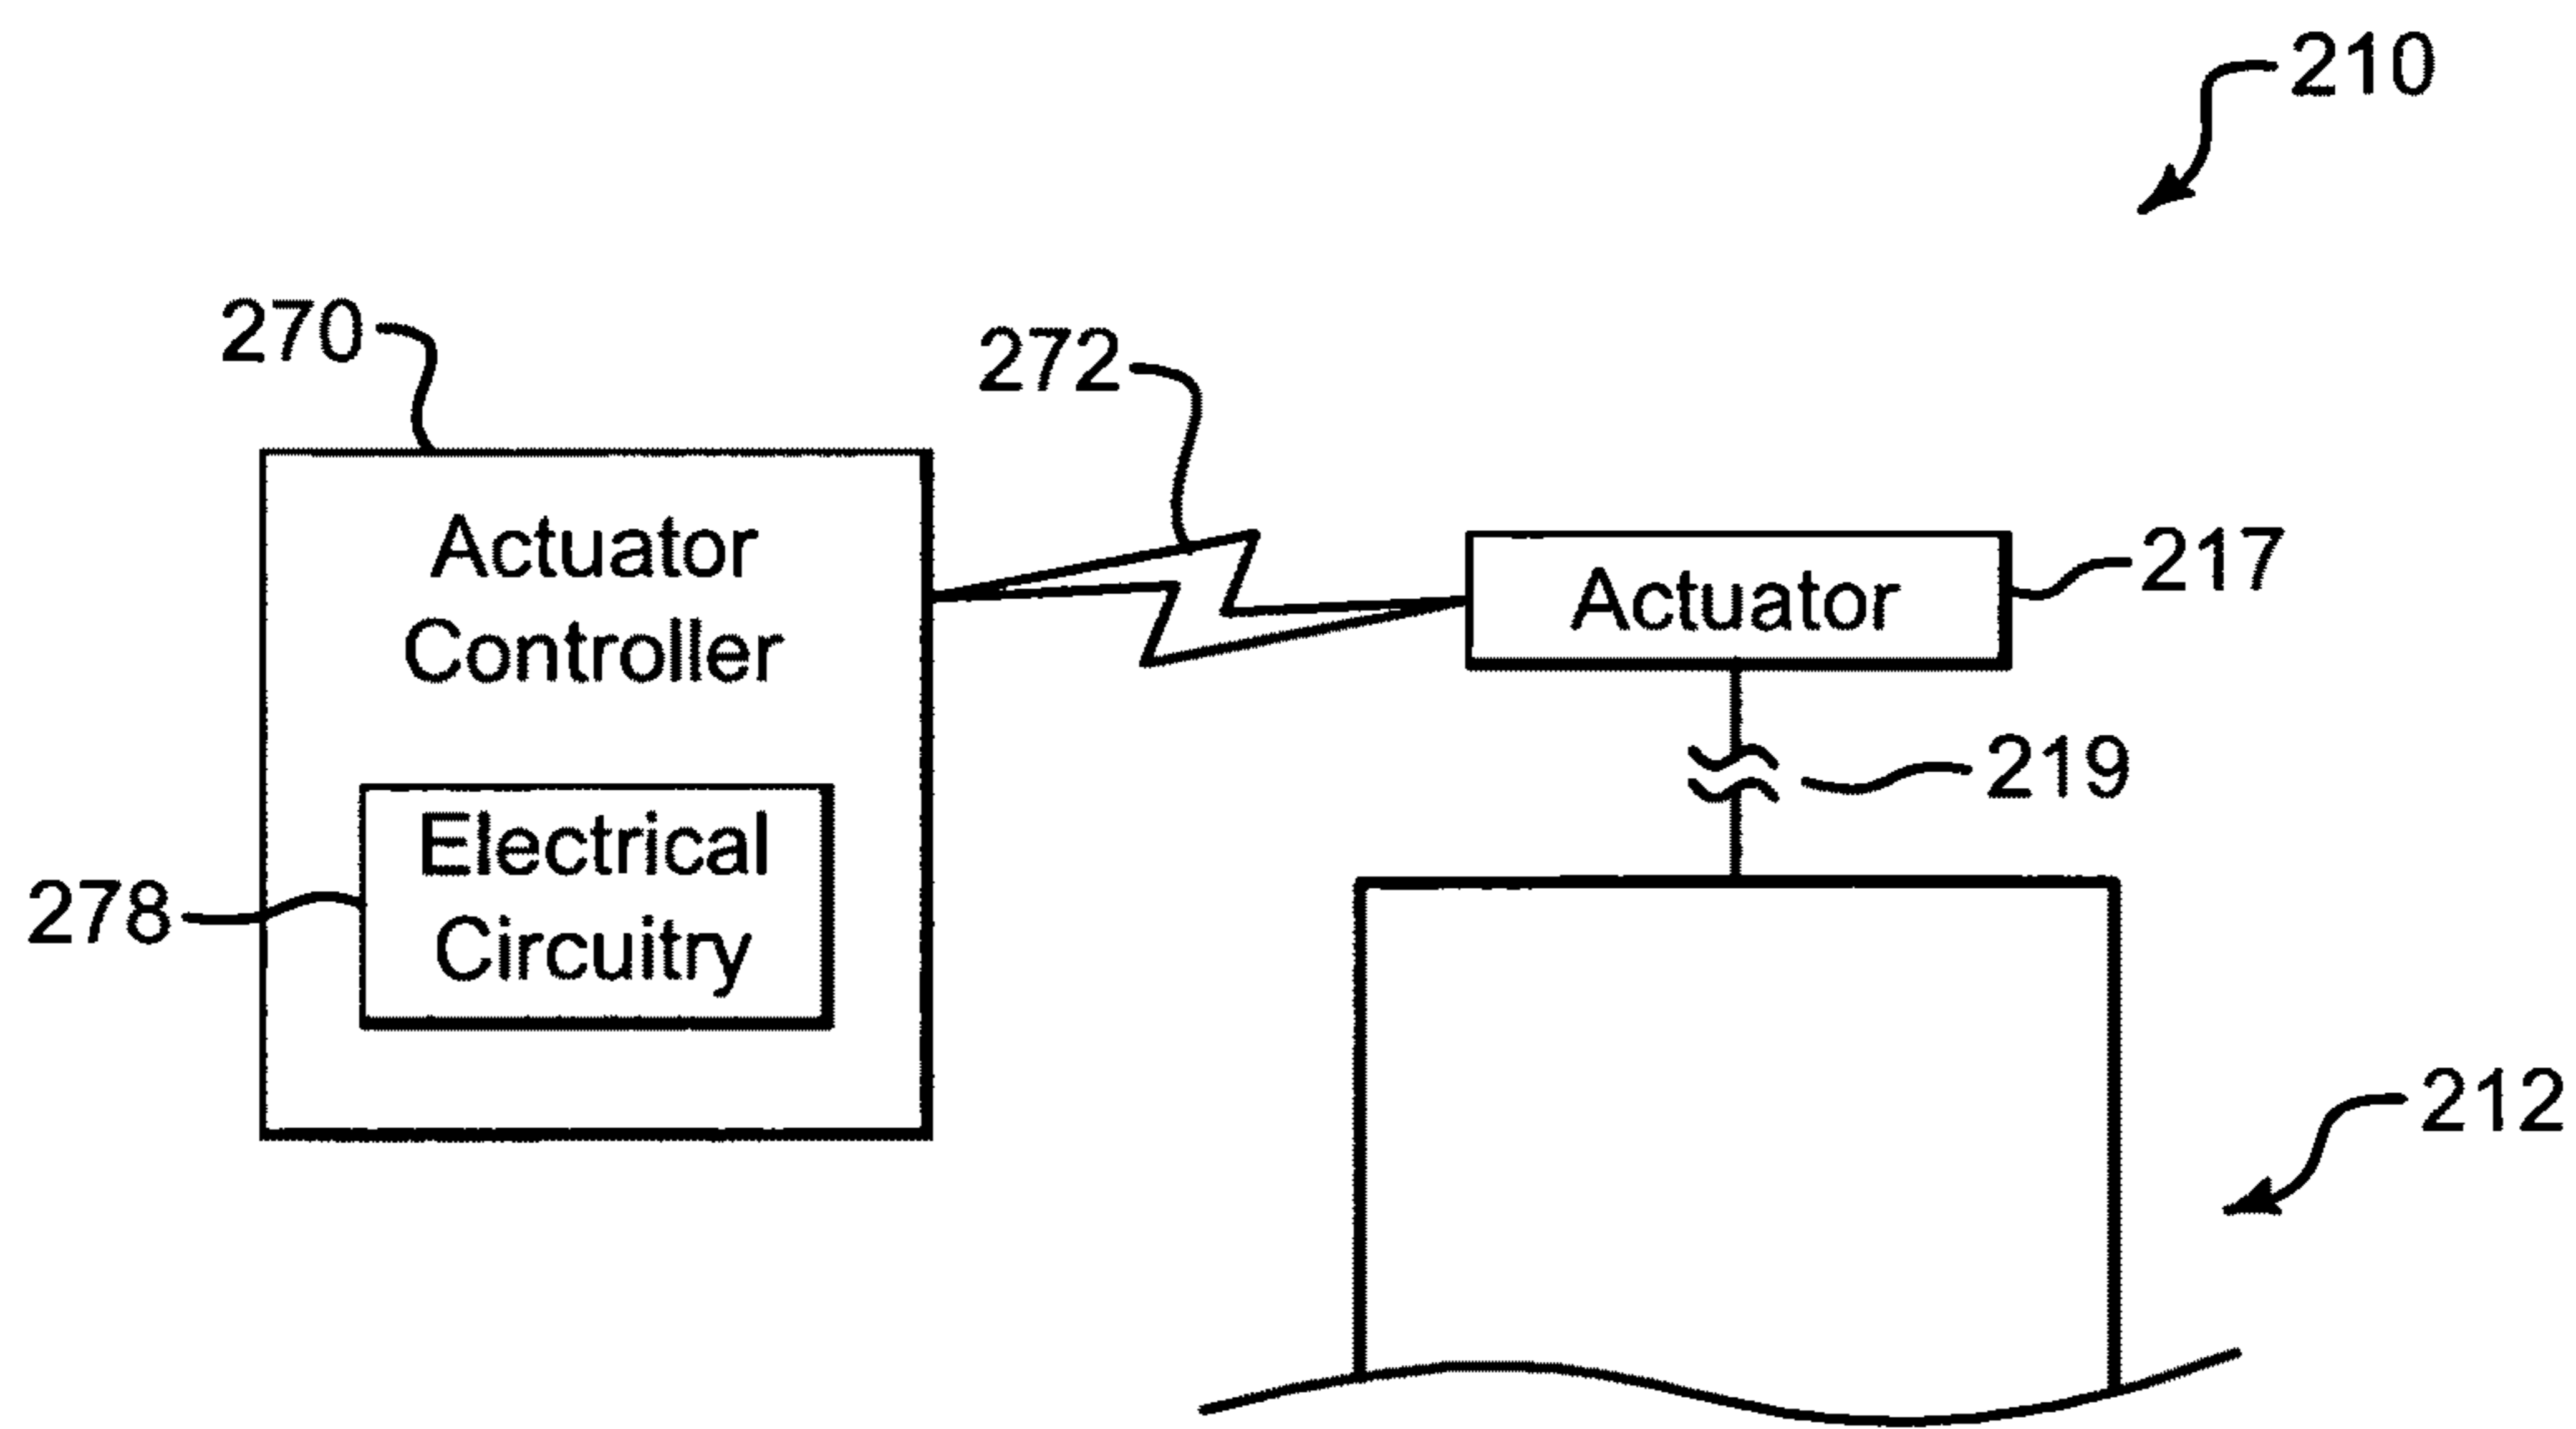 210
270
272
Actuator
Controller
Actuator
217
219
Electrical
Circuitry
278
212